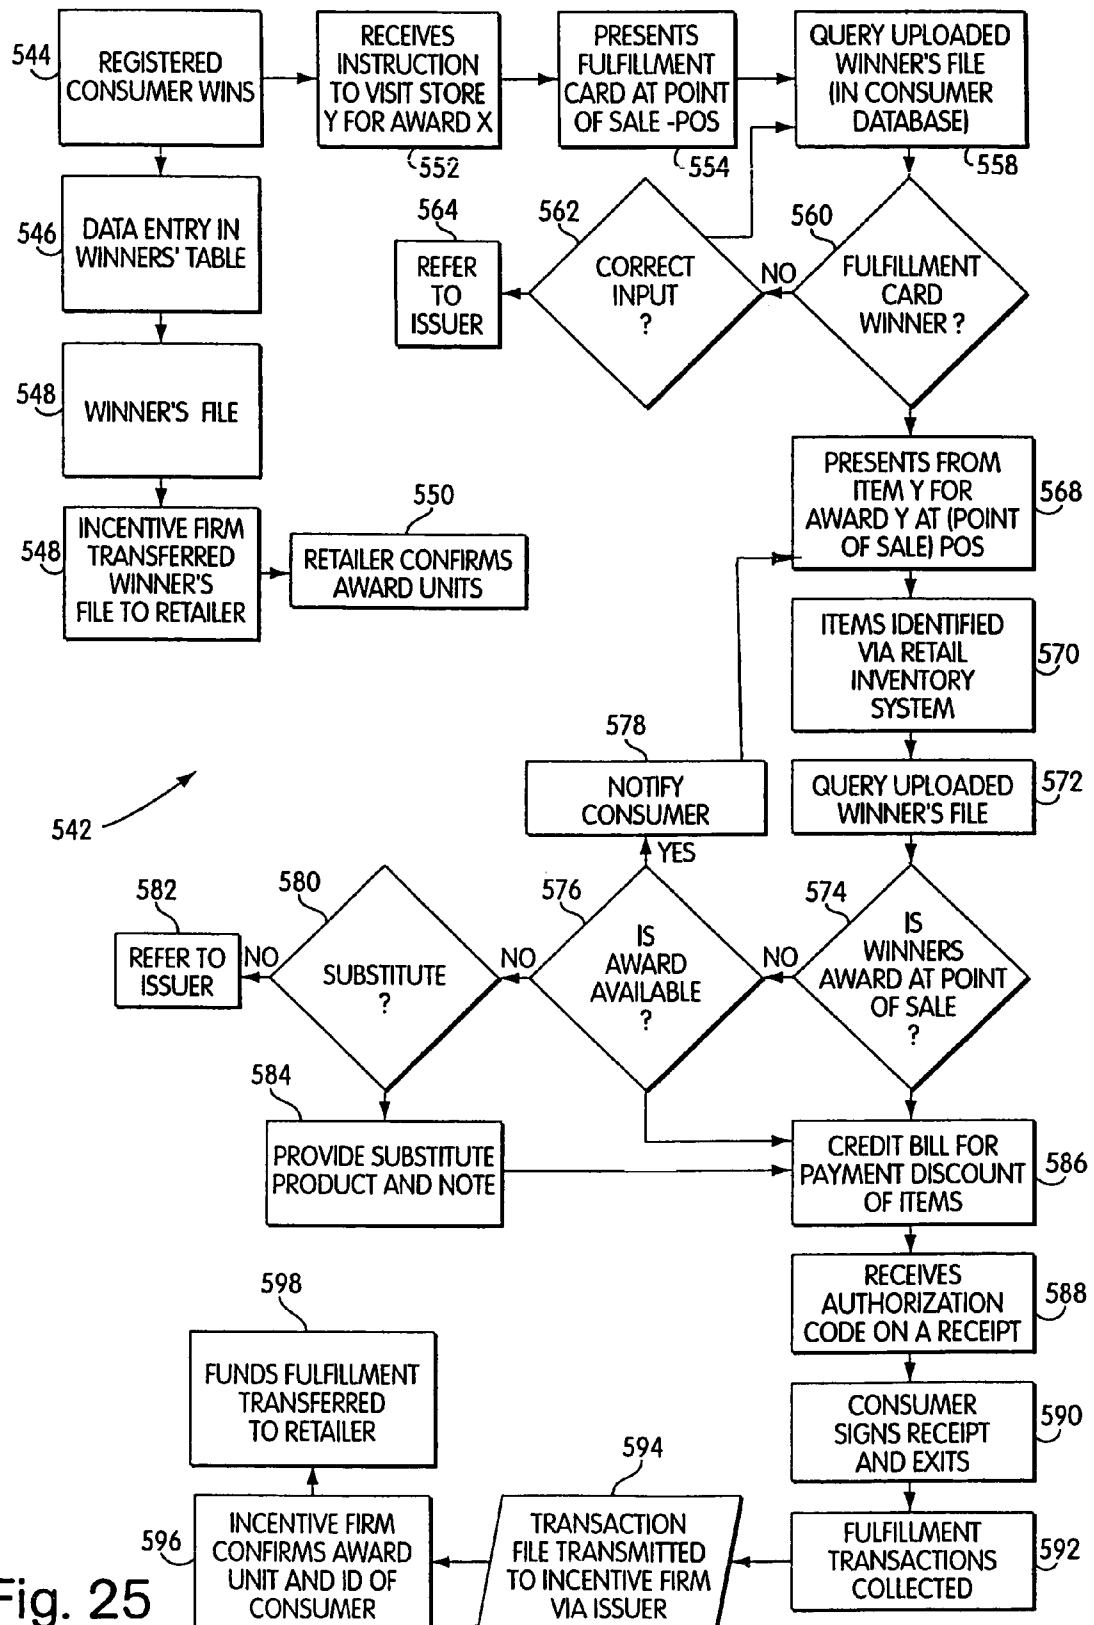 544
REGISTERED
CONSUMER WINS
RECEIVES
INSTRUCTION
TO VISIT STORE
Y FOR AWARD X
552
PRESENTS
FULFILLMENT
CARD AT POINT
OF SALE -POS
554
QUERY UPLOADED
WINNER'S FILE
(IN CONSUMER
DATABASE)
558
546
DATA ENTRY IN
WINNERS' TABLE
564
REFER
TO
ISSUER
562
CORRECT
INPUT
?
NO
560
FULFILLMENT
CARD
WINNER ?
548
WINNER'S FILE
548
INCENTIVE FIRM
TRANSFERRED
WINNER'S
FILE TO RETAILER
550
RETAILER CONFIRMS
AWARD UNITS
PRESENTS FROM
ITEM Y FOR
AWARD Y AT (POINT
OF SALE) POS
568
ITEMS IDENTIFIED
VIA RETAIL
INVENTORY
SYSTEM
570
578
NOTIFY
CONSUMER
YES
QUERY UPLOADED
WINNER'S FILE
572
542
582
REFER TO
ISSUER
NO
580
SUBSTITUTE
?
NO
576
IS
AWARD
AVAILABLE
?
NO
574
IS
WINNERS
AWARD AT POINT
OF SALE
?
584
PROVIDE SUBSTITUTE
PRODUCT AND NOTE
CREDIT BILL FOR
PAYMENT DISCOUNT
OF ITEMS
586
RECEIVES
AUTHORIZATION
CODE ON A RECEIPT
588
598
FUNDS FULFILLMENT
TRANSFERRED
TO RETAILER
CONSUMER
SIGNS RECEIPT
AND EXITS
590
596
INCENTIVE FIRM
CONFIRMS AWARD
UNIT AND ID OF
CONSUMER
594
TRANSACTION
FILE TRANSMITTED
TO INCENTIVE FIRM
VIA ISSUER
FULFILLMENT
TRANSACTIONS
COLLECTED
592
Fig. 25